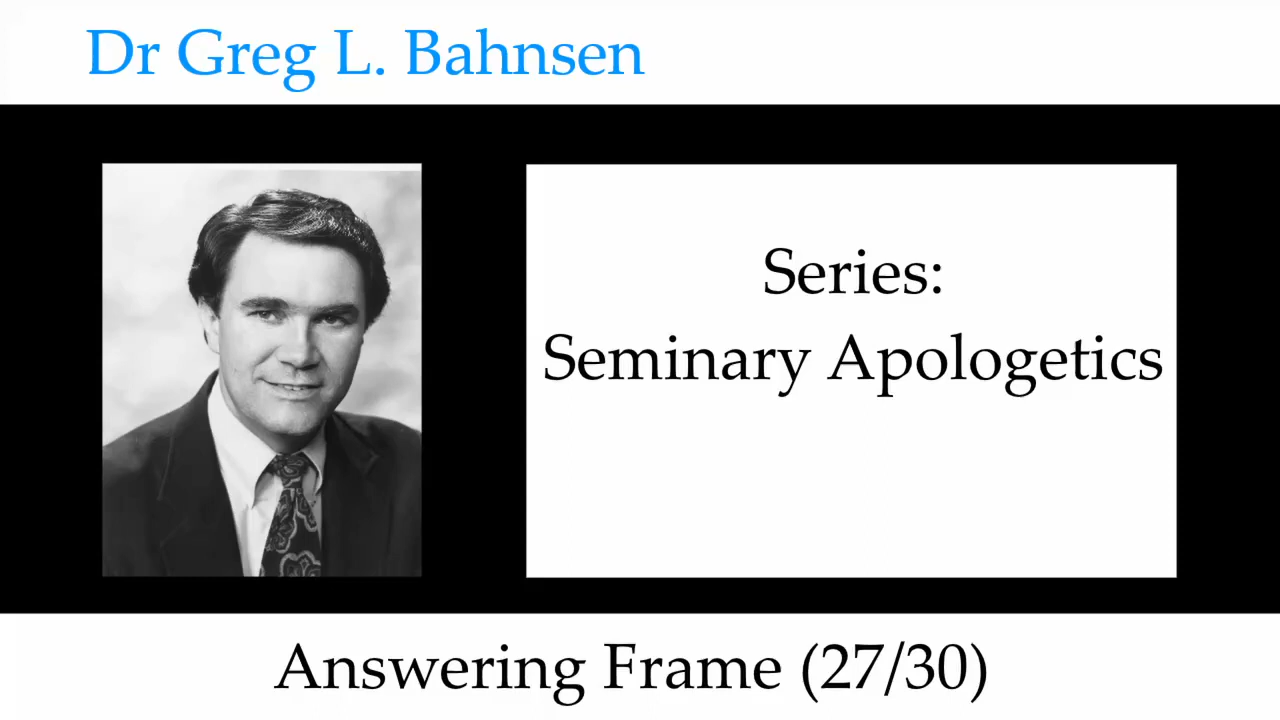 Dr Greg L. Bahnsen
Series:
Seminary Apologetics
Answering Frame (27/30)